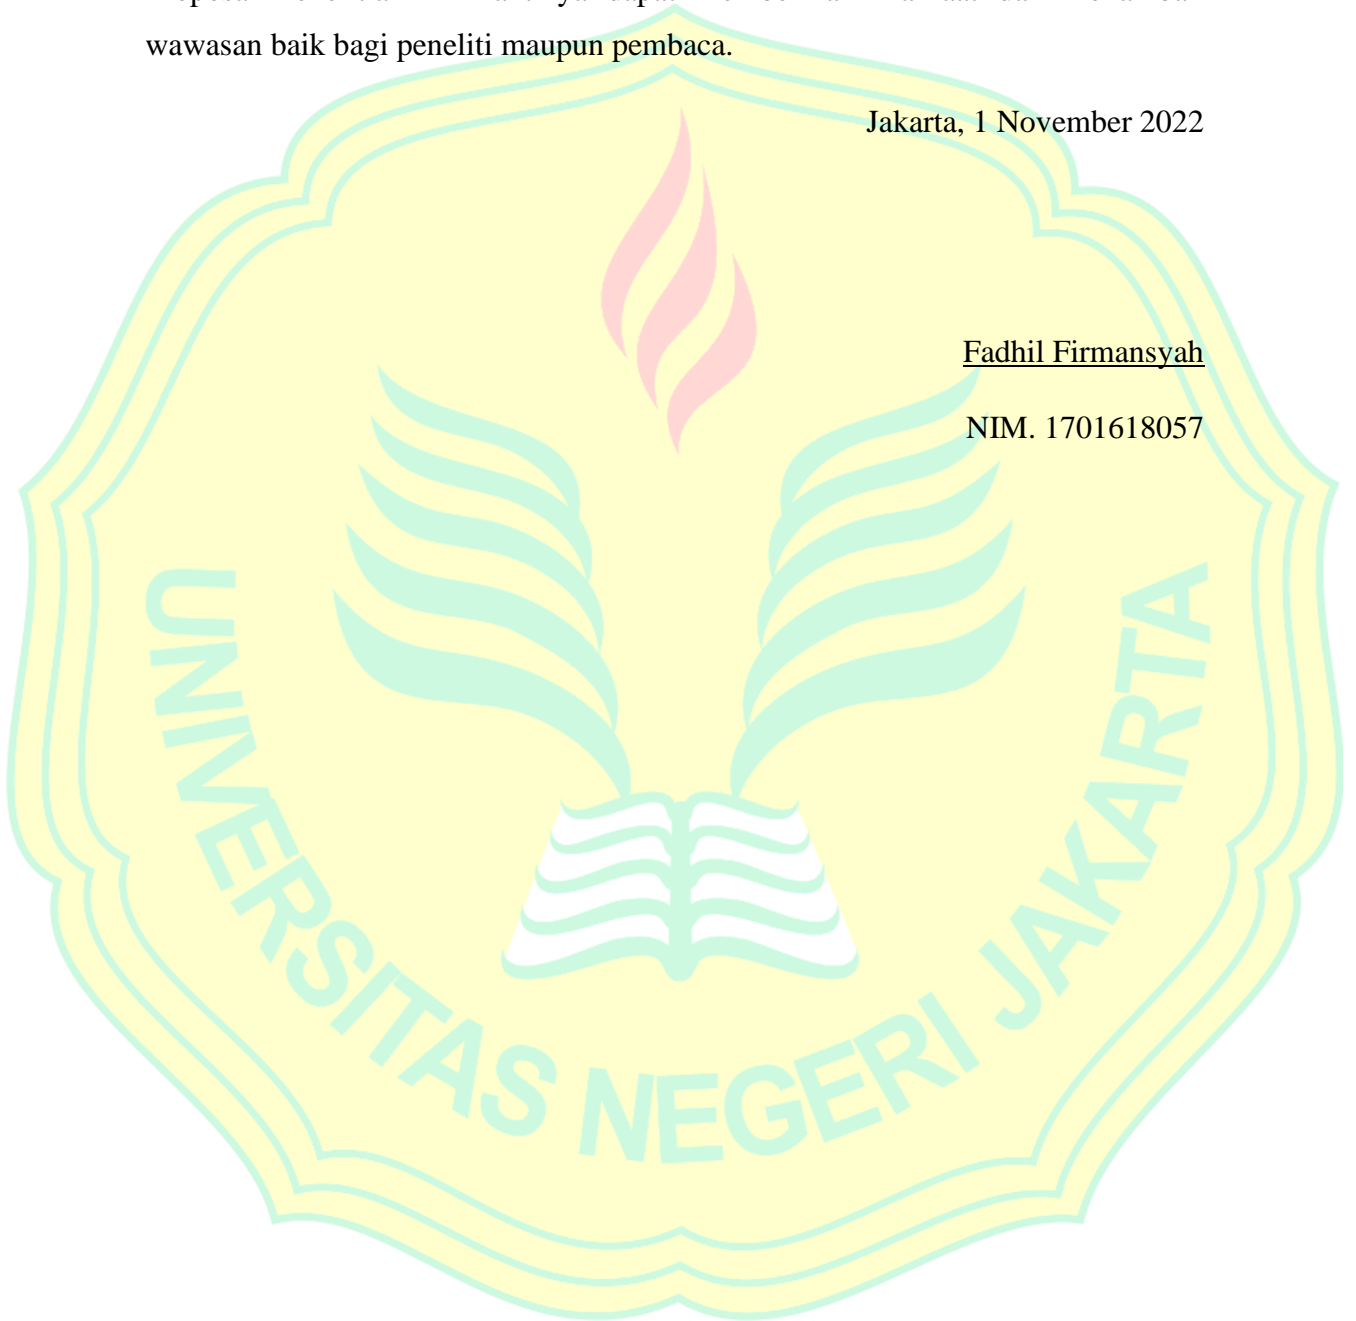 wawasan baik bagi peneliti maupun pembaca.
Jakarta, 1 November 2022
Fadhil Firmansyah
NIM. 1701618057
UNIVERSITAS NEGERI JAKARTA